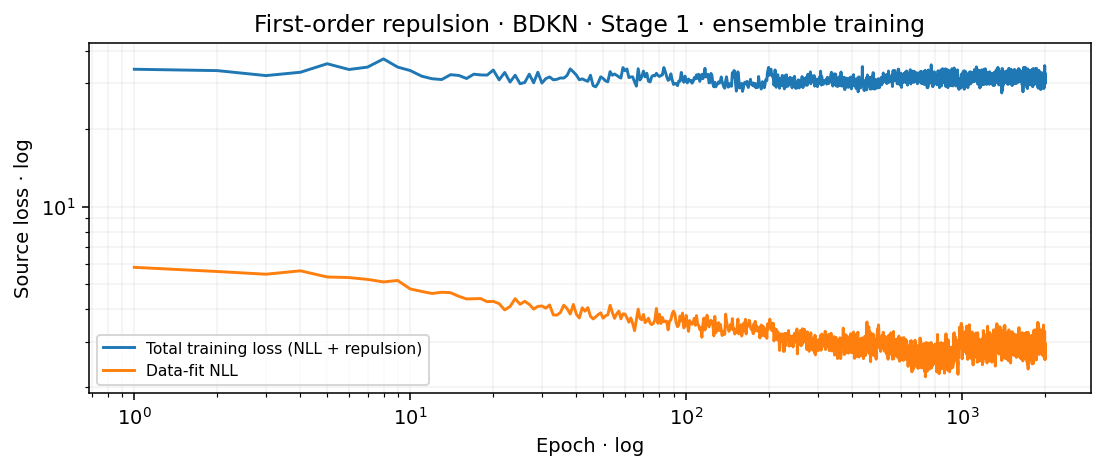 First-order repulsion · BDKN · Stage 1 · ensemble training
Source loss · log
10¹
Total training loss (NLL + repulsion)
Data-fit NLL
10⁰ 10¹ 10² 10³
Epoch · log